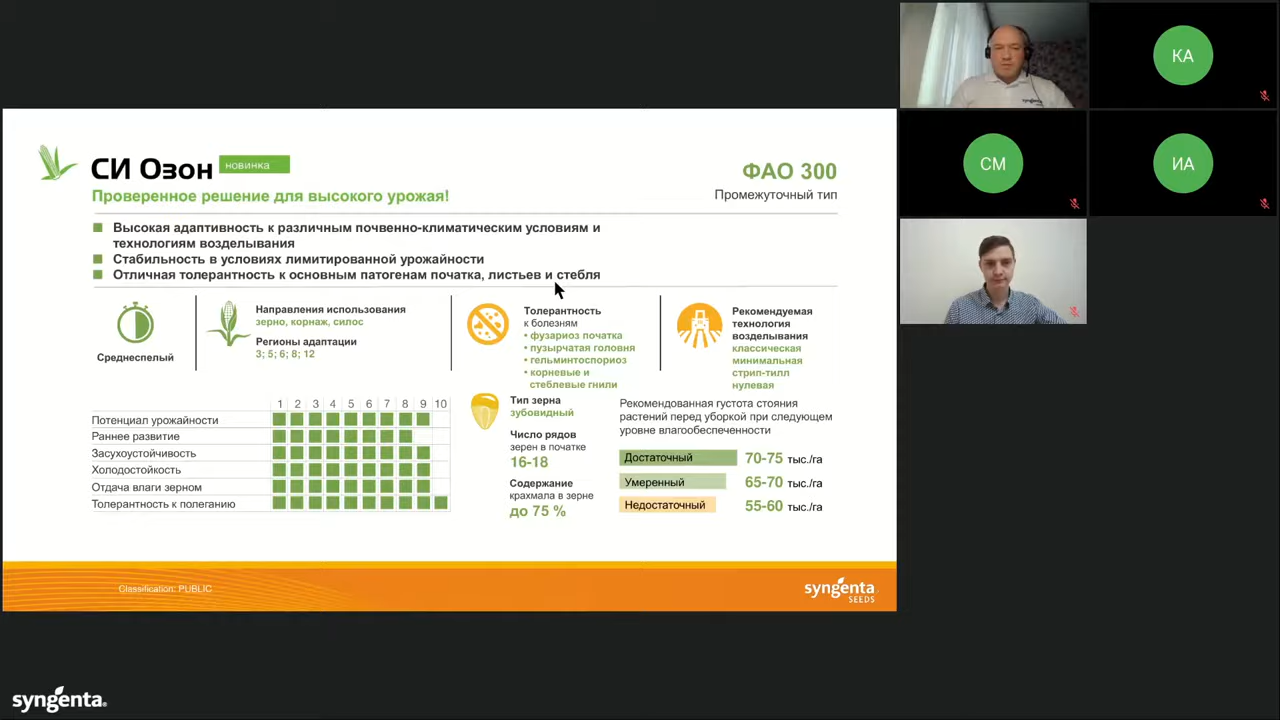 СИ Озон
новинка
ФАО 300
Проверенное решение для высокого урожая!
Промежуточный тип
Высокая адаптивность к различным почвенно-климатическим условиям и
технологиям возделывания
Стабильность в условиях лимитированной урожайности
Отличная толерантность к основным патогенам початка, листьев и стебля
Среднеспелый
Направления использования
зерно, корнаж, силос
Регионы адаптации
3; 5; 6; 8; 12
Толерантность
к болезням
• фузариоз початка
• пузырчатая головня
• гельминтоспориоз
• корневые и
стеблевые гнили
Рекомендуемая
технология
возделывания
классическая
минимальная
стрип-тилл
нулевая
1 2 3 4 5 6 7 8 9 10
Потенциал урожайности
Раннее развитие
Засухоустойчивость
Холодостойкость
Отдача влаги зерном
Толерантность к полеганию
Тип зерна
зубовидный
Число рядов
зерен в початке
16-18
Содержание
крахмала в зерне
до 75 %
Рекомендованная густота стояния
растений перед уборкой при следующем
уровне влагообеспеченности
Достаточный 70-75 тыс./га
Умеренный 65-70 тыс./га
Недостаточный 55-60 тыс./га
Classification: PUBLIC
syngenta
SEEDS
syngenta
КА
СМ
ИА
syngenta